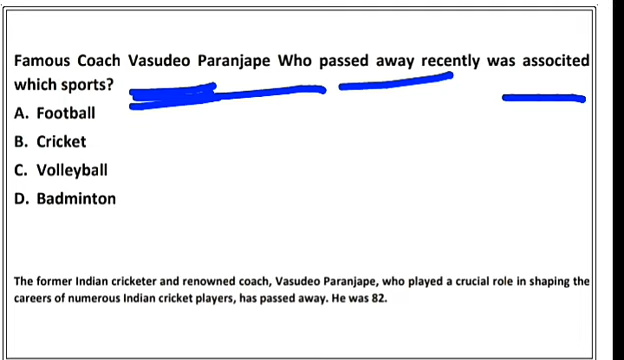 Famous Coach Vasudeo Paranjape Who passed away recently was associted
which sports?
A. Football
B. Cricket
C. Volleyball
D. Badminton
The former Indian cricketer and renowned coach, Vasudeo Paranjape, who played a crucial role in shaping the
careers of numerous Indian cricket players, has passed away. He was 82.